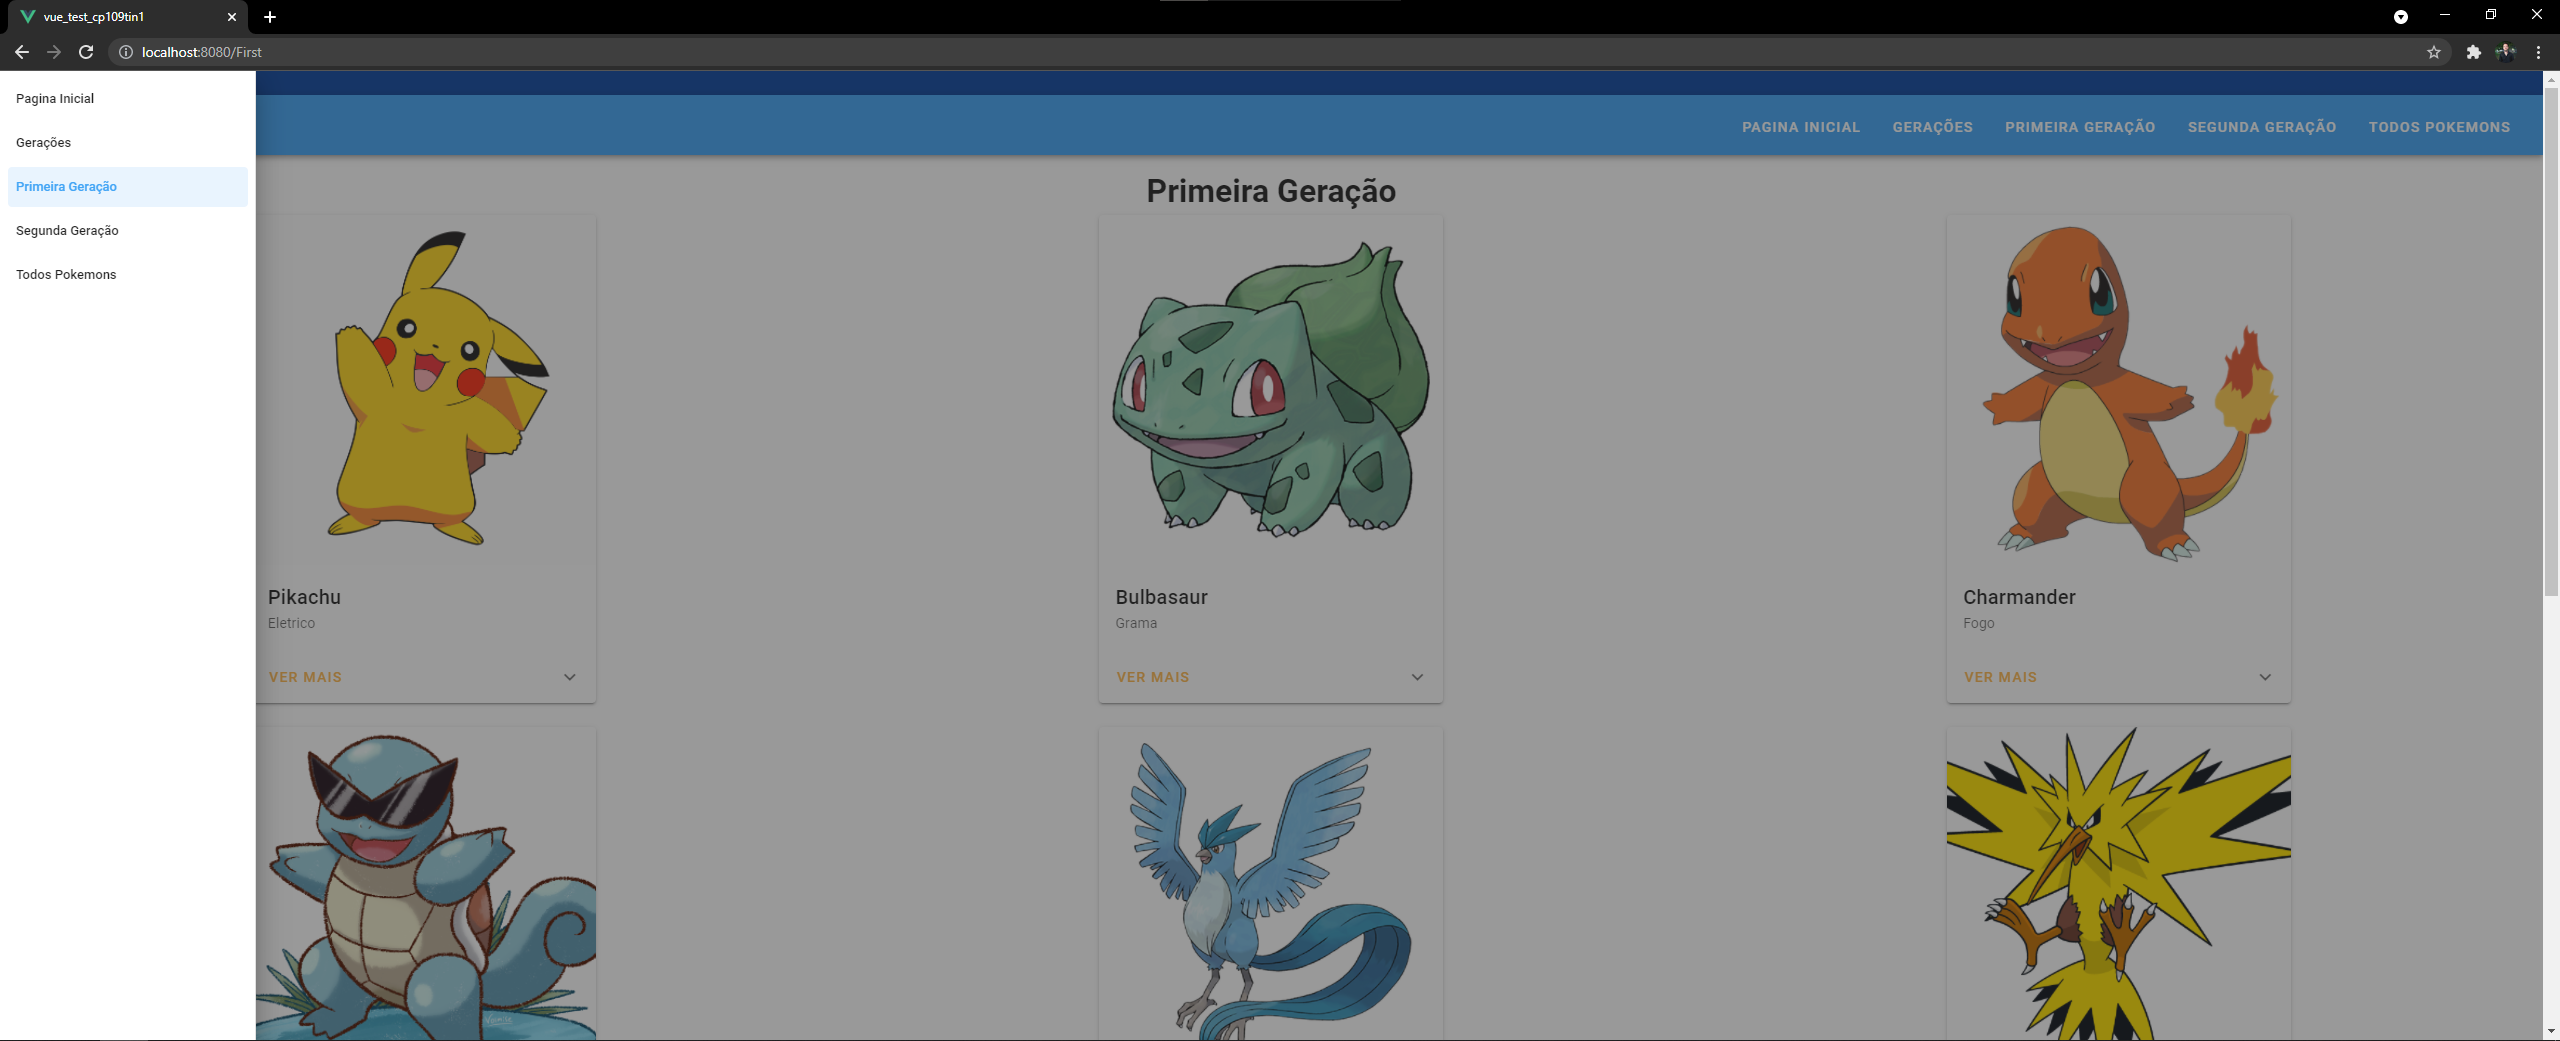 vue_test_cp109tin1
localhost:8080/First
Pagina Inicial
Gerações
Primeira Geração
Segunda Geração
Todos Pokemons
PAGINA INICIAL GERAÇÕES PRIMEIRA GERAÇÃO SEGUNDA GERAÇÃO TODOS POKEMONS
Primeira Geração
Pikachu
Eletrico
VER MAIS
Bulbasaur
Grama
VER MAIS
Charmander
Fogo
VER MAIS